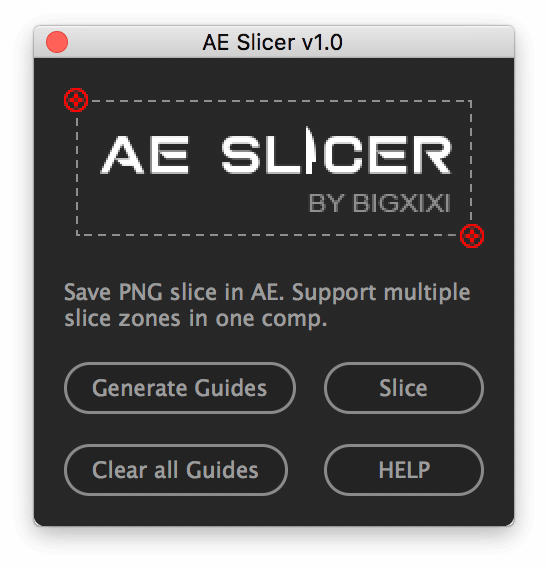 AE Slicer v1.0
AE SLICER
BY BIGXIXI
Save PNG slice in AE. Support multiple
slice zones in one comp.
Generate Guides
Slice
Clear all Guides
HELP